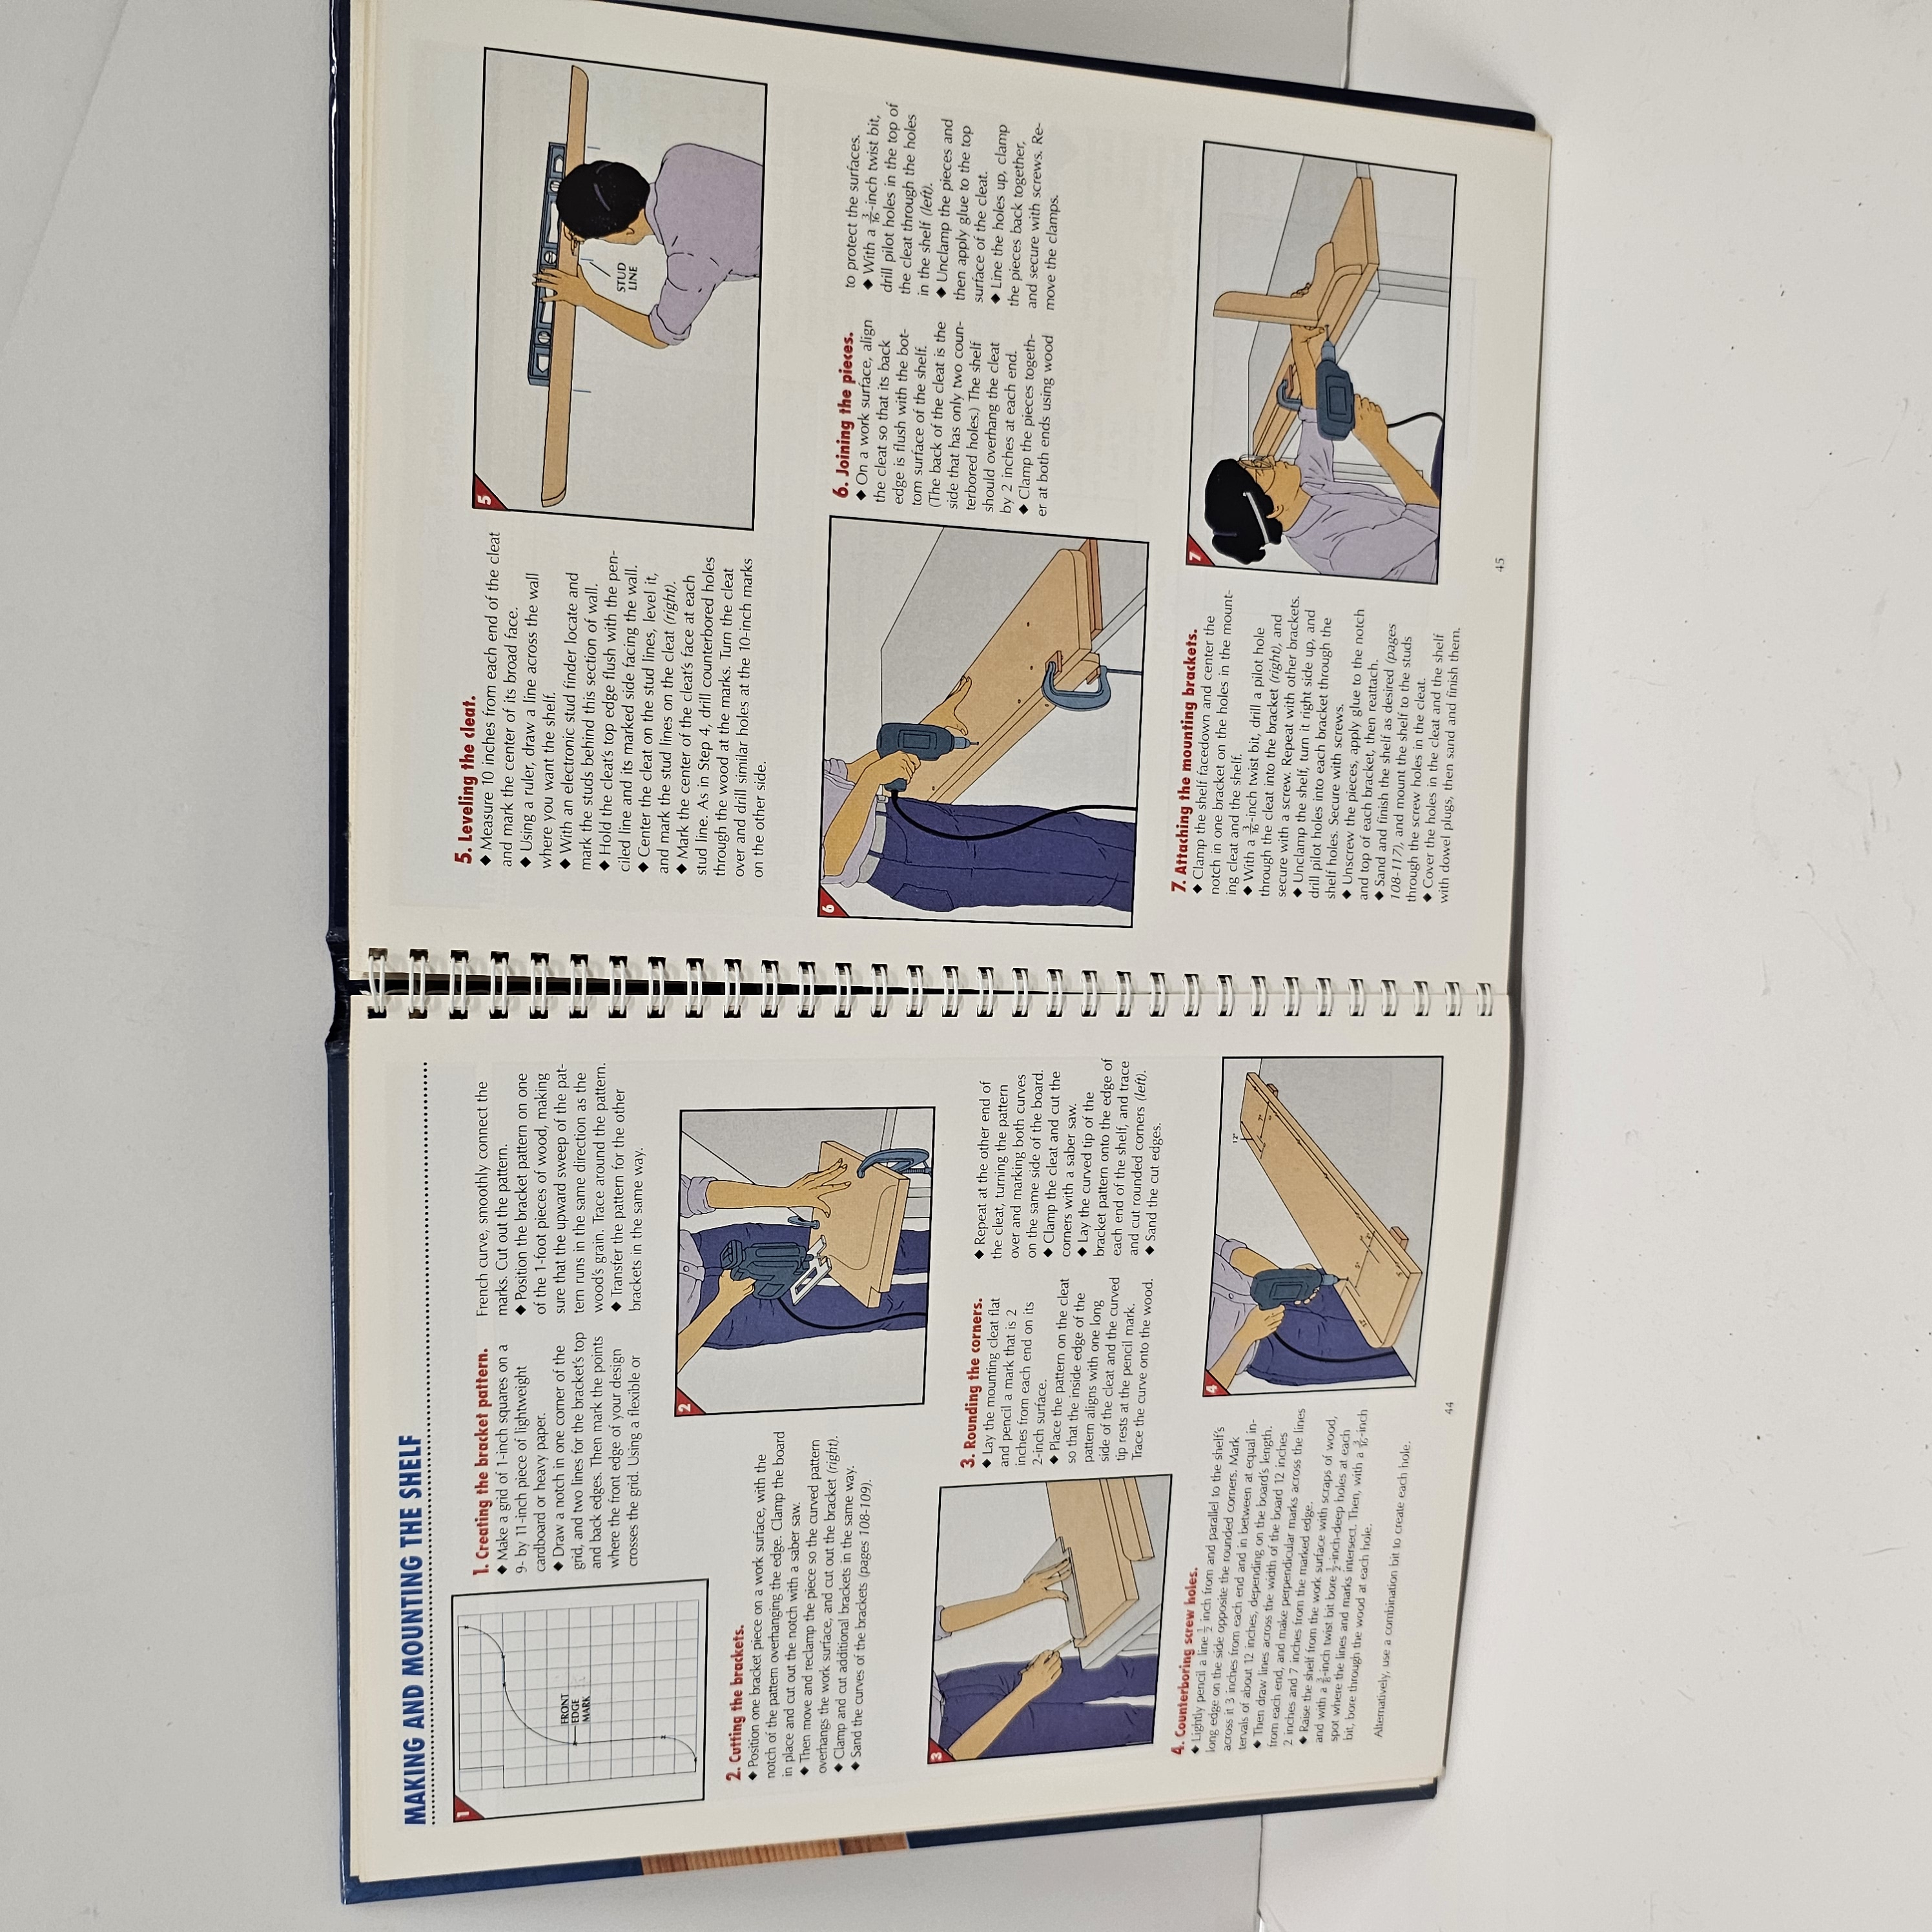 MAKING AND MOUNTING THE SHELF
1
FRONT
EDGE
MARK
1. Creating the bracket pattern.
◆ Make a grid of 1-inch squares on a
9- by 11-inch piece of lightweight
cardboard or heavy paper.
◆ Draw a notch in one corner of the
grid, and two lines for the bracket's top
and back edges. Then mark the points
where the front edge of your design
crosses the grid. Using a flexible or
French curve, smoothly connect the
marks. Cut out the pattern.
◆ Position the bracket pattern on one
of the 1-foot pieces of wood, making
sure that the upward sweep of the pat-
tern runs in the same direction as the
wood's grain. Trace around the pattern.
◆ Transfer the pattern for the other
brackets in the same way.
2. Cutting the brackets.
◆ Position one bracket piece on a work surface, with the
notch of the pattern overhanging the edge. Clamp the board
in place and cut out the notch with a saber saw.
◆ Then move and reclamp the piece so the curved pattern
overhangs the work surface, and cut out the bracket (right).
◆ Clamp and cut additional brackets in the same way.
◆ Sand the curves of the brackets (pages 108-109).
2
3
3. Rounding the corners.
◆ Lay the mounting cleat flat
and pencil a mark that is 2
inches from each end on its
2-inch surface.
◆ Place the pattern on the cleat
so that the inside edge of the
pattern aligns with one long
side of the cleat and the curved
tip rests at the pencil mark.
Trace the curve onto the wood.
◆ Repeat at the other end of
the cleat, turning the pattern
over and marking both curves
on the same side of the board.
◆ Clamp the cleat and cut the
corners with a saber saw.
◆ Lay the curved tip of the
bracket pattern onto the edge of
each end of the shelf, and trace
and cut rounded corners (left).
◆ Sand the cut edges.
4. Counterboring screw holes.
◆ Lightly pencil a line 1/2 inch from and parallel to the shelf's
long edge on the side opposite the rounded corners. Mark
across it 3 inches from each end and in between at equal in-
tervals of about 12 inches, depending on the board's length.
◆ Then draw lines across the width of the board 12 inches
from each end, and make perpendicular marks across the lines
2 inches and 7 inches from the marked edge.
◆ Raise the shelf from the work surface with scraps of wood,
and with a -inch twist bit bore 1/2-inch-deep holes at each
spot where the lines and marks intersect. Then, with a 3/16-inch
bit, bore through the wood at each hole.
Alternatively, use a combination bit to create each hole.
4
12"
12"
44
5. Leveling the cleat.
◆ Measure 10 inches from each end of the cleat
and mark the center of its broad face.
◆ Using a ruler, draw a line across the wall
where you want the shelf.
◆ With an electronic stud finder locate and
mark the studs behind this section of wall.
◆ Hold the cleat's top edge flush with the pen-
ciled line and its marked side facing the wall.
◆ Center the cleat on the stud lines, level it,
and mark the stud lines on the cleat (right).
◆ Mark the center of the cleat's face at each
stud line. As in Step 4, drill counterbored holes
through the wood at the marks. Turn the cleat
over and drill similar holes at the 10-inch marks
on the other side.
5
STUD
LINE
6
6. Joining the pieces.
◆ On a work surface, align
the cleat so that its back
edge is flush with the bot-
tom surface of the shelf.
(The back of the cleat is the
side that has only two coun-
terbored holes.) The shelf
should overhang the cleat
by 2 inches at each end.
◆ Clamp the pieces togeth-
er at both ends using wood
to protect the surfaces.
◆ With a 3/16-inch twist bit,
drill pilot holes in the top of
the cleat through the holes
in the shelf (left).
◆ Unclamp the pieces and
then apply glue to the top
surface of the cleat.
◆ Line the holes up, clamp
the pieces back together,
and secure with screws. Re-
move the clamps.
7. Attaching the mounting brackets.
◆ Clamp the shelf facedown and center the
notch in one bracket on the holes in the mount-
ing cleat and the shelf.
◆ With a 3/16-inch twist bit, drill a pilot hole
through the cleat into the bracket (right), and
secure with a screw. Repeat with other brackets.
◆ Unclamp the shelf, turn it right side up, and
drill pilot holes into each bracket through the
shelf holes. Secure with screws.
◆ Unscrew the pieces, apply glue to the notch
and top of each bracket, then reattach.
◆ Sand and finish the shelf as desired (pages
108-117), and mount the shelf to the studs
through the screw holes in the cleat.
◆ Cover the holes in the cleat and the shelf
with dowel plugs, then sand and finish them.
7
45